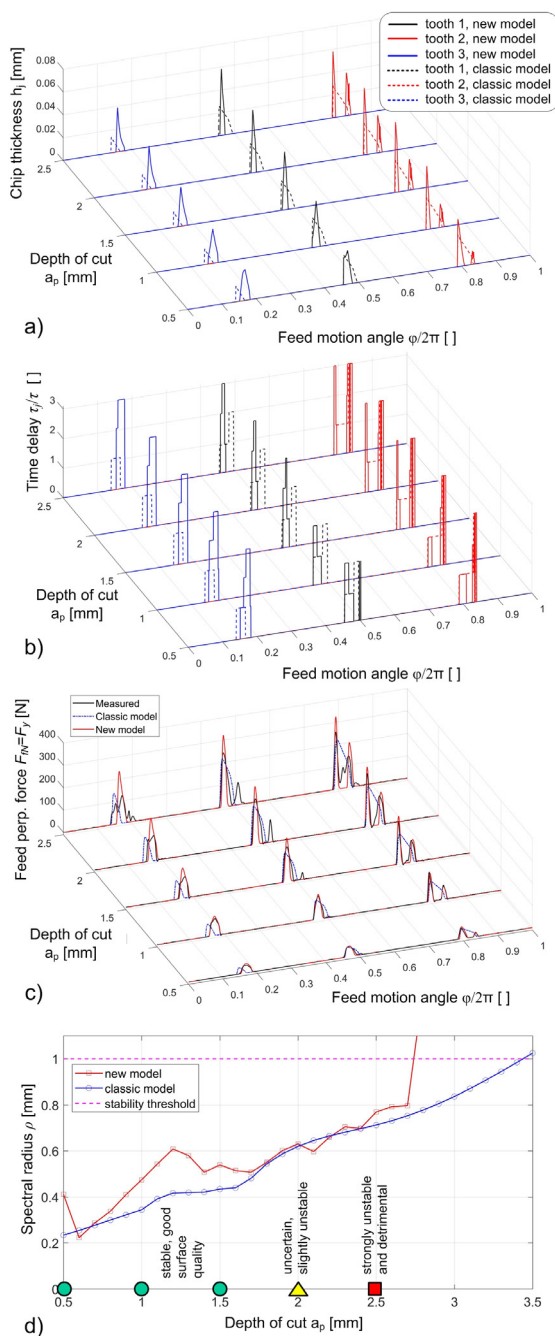 0.08
0.06
0.04
0.02
0
Chip thickness hⱼ [mm]
tooth 1, new model
tooth 2, new model
tooth 3, new model
tooth 1, classic model
tooth 2, classic model
tooth 3, classic model
2.5
2
1.5
1
0.5
Depth of cut
aₚ [mm]
0 0.1 0.2 0.3 0.4 0.5 0.6 0.7 0.8 0.9 1
Feed motion angle φ/2π [ ]
a)
3
2
1
0
Time delay τⱼ/τ [ ]
2.5
2
1.5
1
0.5
Depth of cut
aₚ [mm]
0 0.1 0.2 0.3 0.4 0.5 0.6 0.7 0.8 0.9 1
Feed motion angle φ/2π [ ]
b)
Measured
Classic model
New model
400
300
200
100
0
Feed perp. force F_fN=F_y [N]
2.5
2
1.5
1
0.5
Depth of cut
aₚ [mm]
0 0.1 0.2 0.3 0.4 0.5 0.6 0.7 0.8 0.9 1
Feed motion angle φ/2π [ ]
c)
1
0.8
0.6
0.4
0.2
0
Spectral radius ρ [mm]
new model
classic model
stability threshold
stable, good
surface
quality
uncertain,
slightly unstable
strongly unstable
and detrimental
0.5 1 1.5 2 2.5 3 3.5
Depth of cut aₚ [mm]
d)